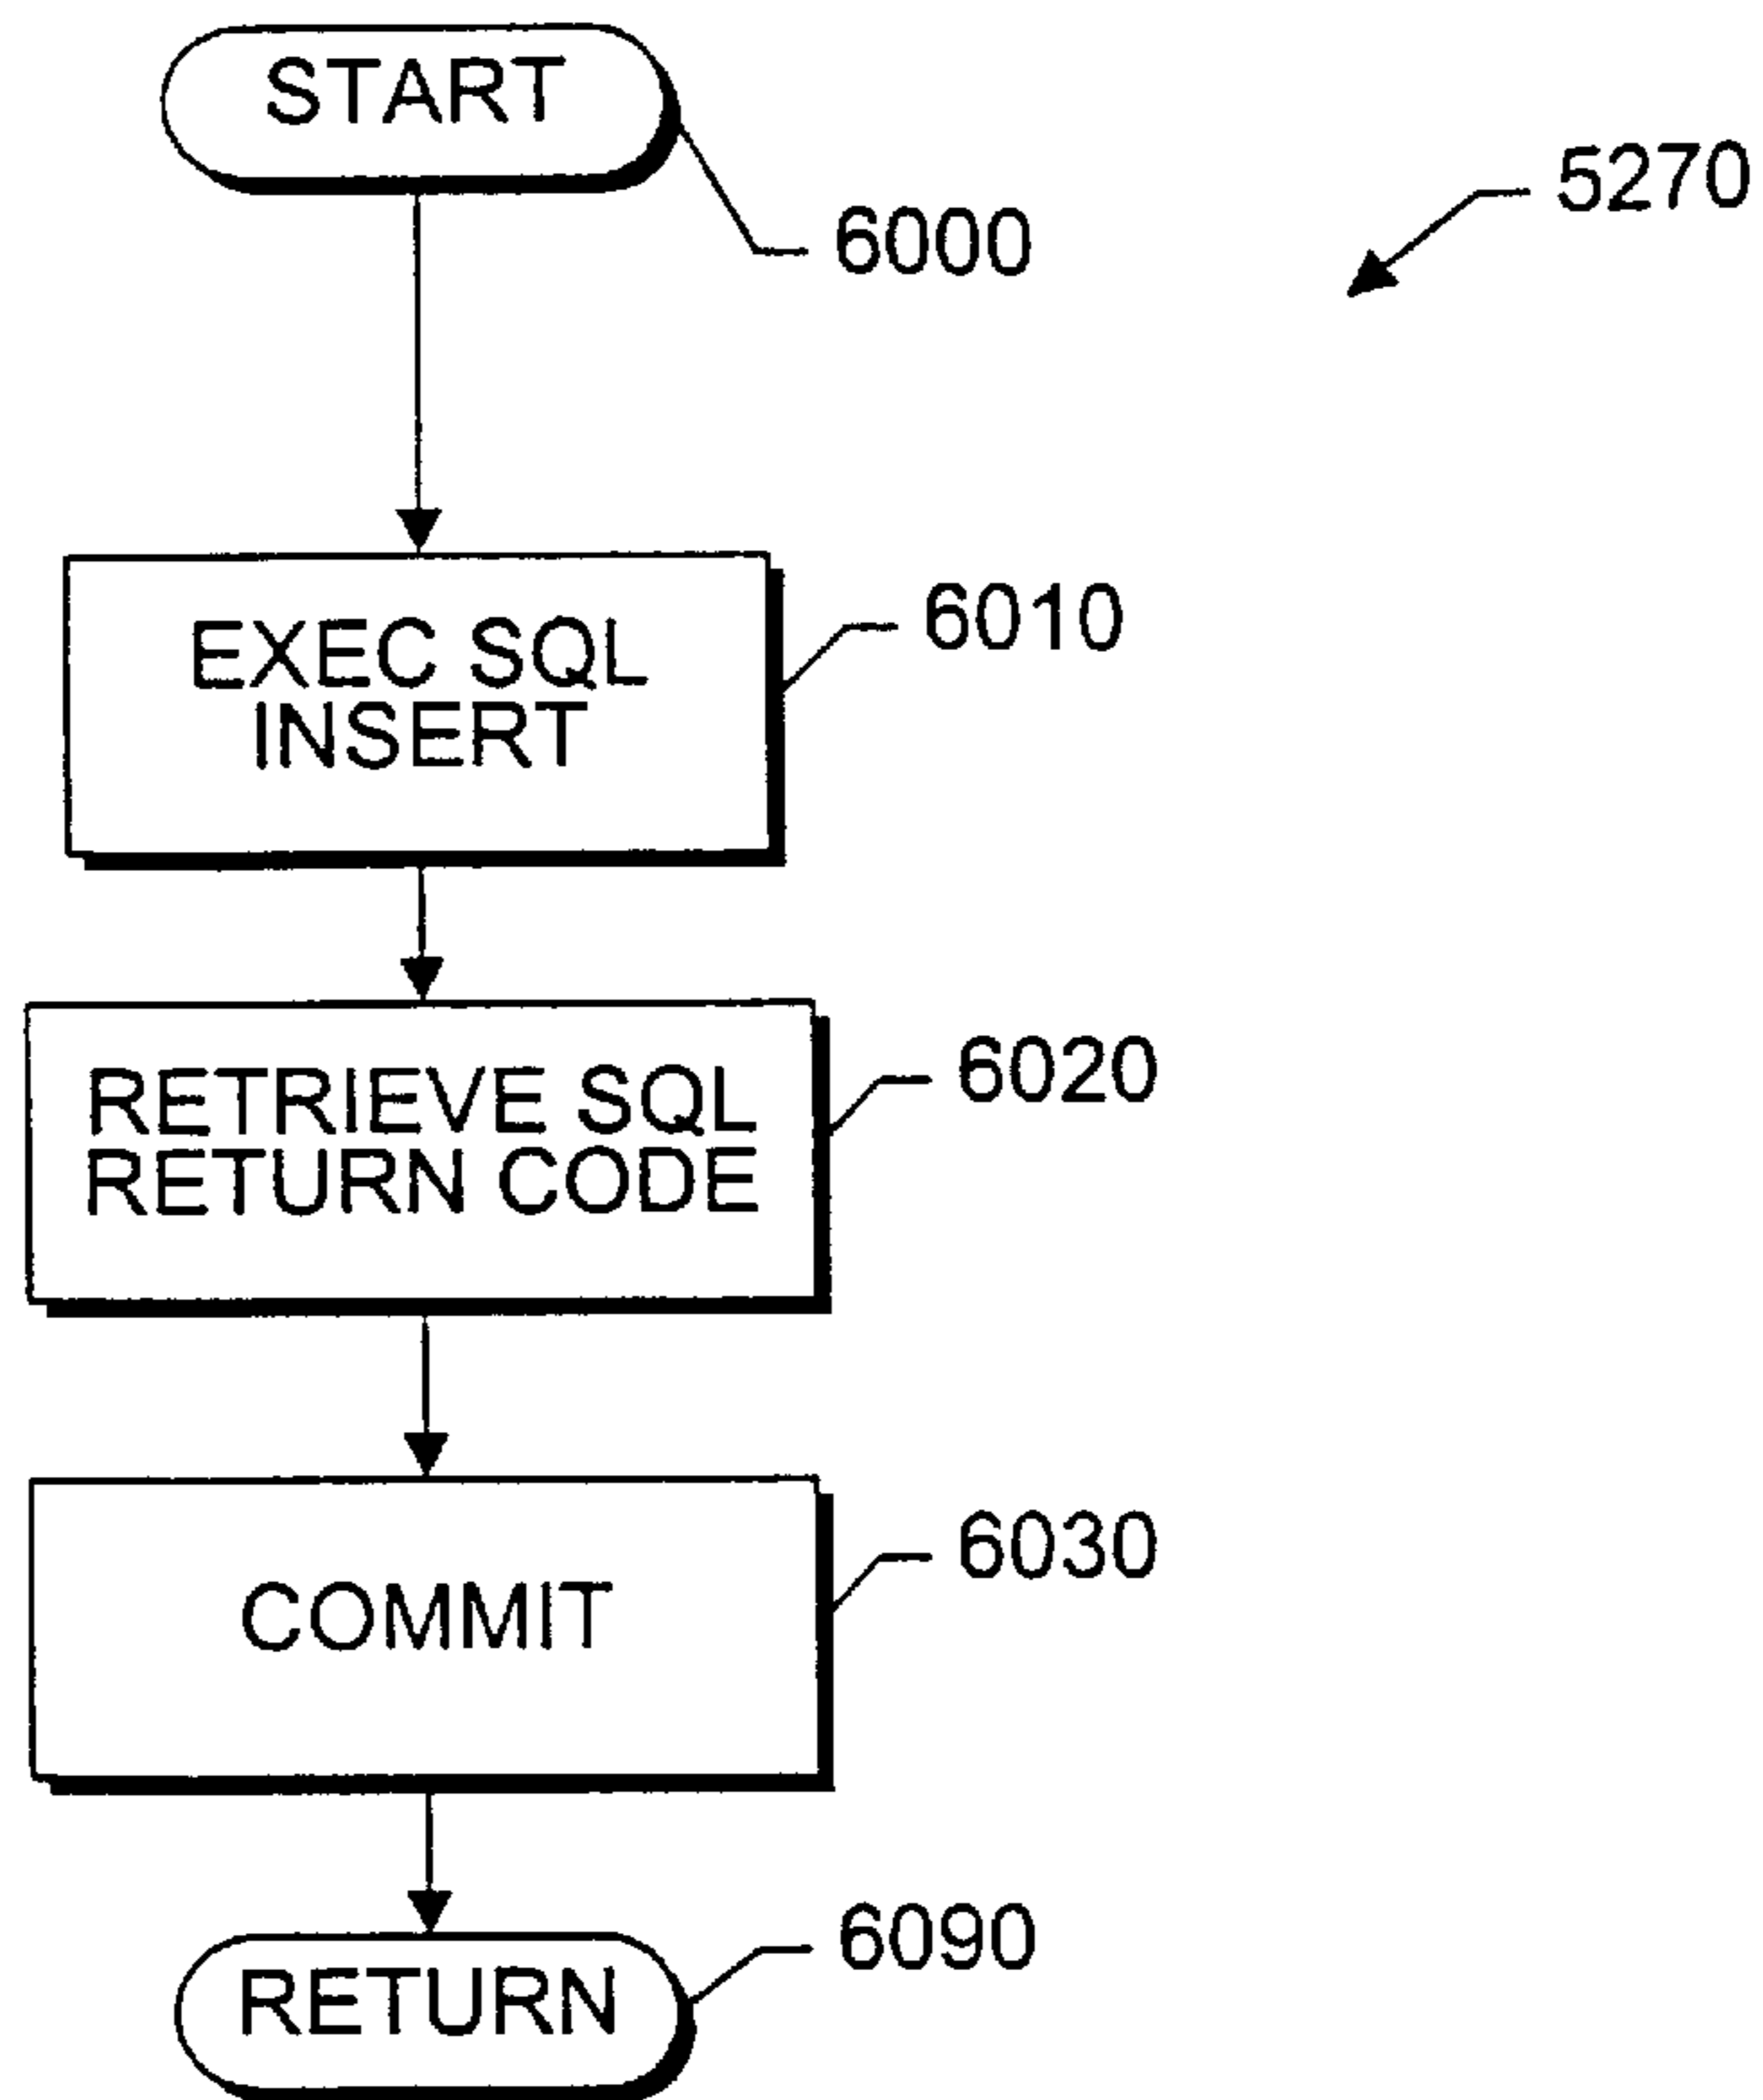 START
5270
6000
EXEC SQL
INSERT
6010
RETRIEVE SQL
RETURN CODE
6020
COMMIT
6030
RETURN
6090